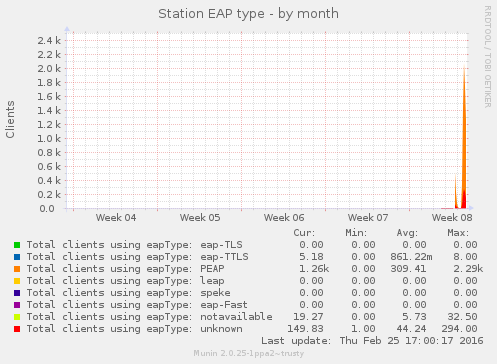 Station EAP type - by month
RRDTOOL / TOBI OETIKER
Clients
2.4 k
2.2 k
2.0 k
1.8 k
1.6 k
1.4 k
1.2 k
1.0 k
0.8 k
0.6 k
0.4 k
0.2 k
0.0
Week 04 Week 05 Week 06 Week 07 Week 08
Cur: Min: Avg: Max:
Total clients using eapType: eap-TLS 0.00 0.00 0.00 0.00
Total clients using eapType: eap-TTLS 5.18 0.00 861.22m 8.00
Total clients using eapType: PEAP 1.26k 0.00 309.41 2.29k
Total clients using eapType: leap 0.00 0.00 0.00 0.00
Total clients using eapType: speke 0.00 0.00 0.00 0.00
Total clients using eapType: eap-Fast 0.00 0.00 0.00 0.00
Total clients using eapType: notavailable 19.27 0.00 5.73 32.50
Total clients using eapType: unknown 149.83 1.00 44.24 294.00
Last update: Thu Feb 25 17:00:17 2016
Munin 2.0.25-1ppa2~trusty